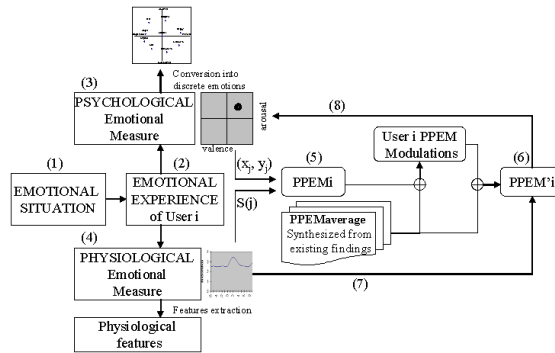 (3)
Conversion into
discrete emotions
PSYCHOLOGICAL
Emotional
Measure
arousal
valence
(8)
(1)
(2)
(xj, yj)
(5)
User i PPEM
Modulations
(6)
EMOTIONAL
SITUATION
EMOTIONAL
EXPERIENCE
of User i
S(j)
PPEMi
PPEM'i
(4)
PPEMaverage
Synthesized from
existing findings
PHYSIOLOGICAL
Emotional
Measure
(7)
Features extraction
Physiological
features